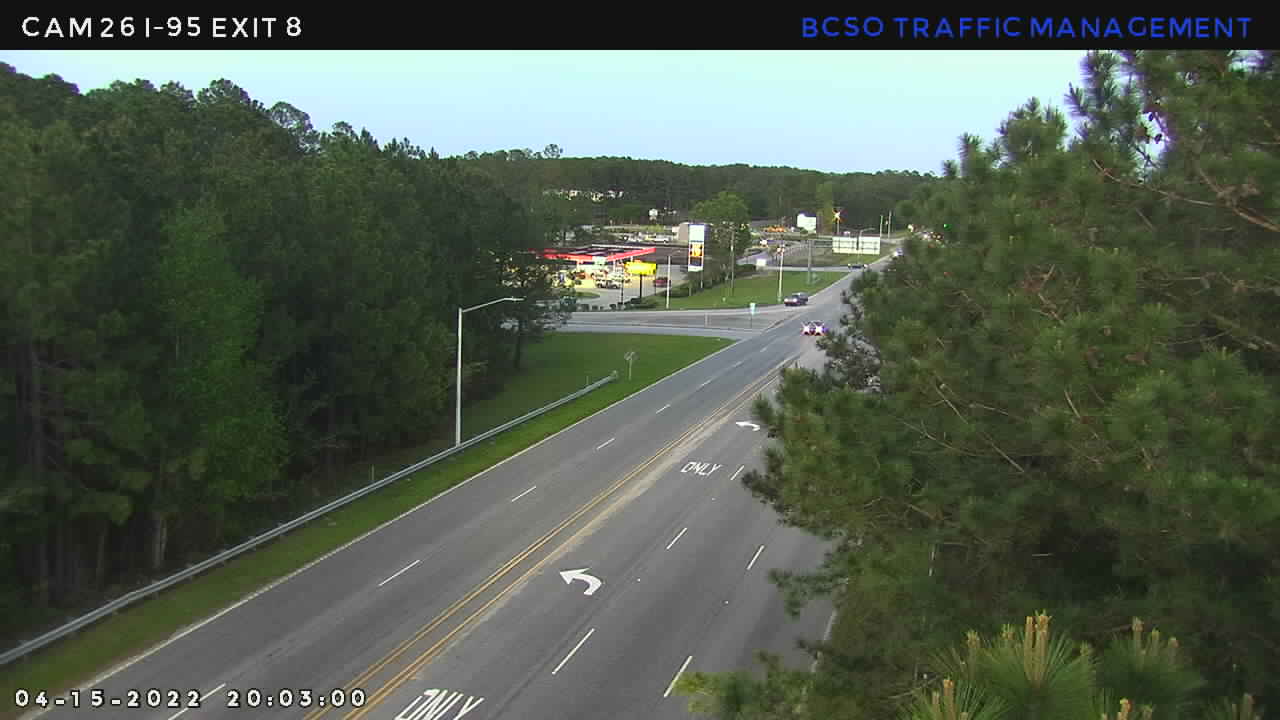 CAM 26 I-95 EXIT 8
BCSO TRAFFIC MANAGEMENT
ONLY
ONLY
04-15-2022 20:03:00